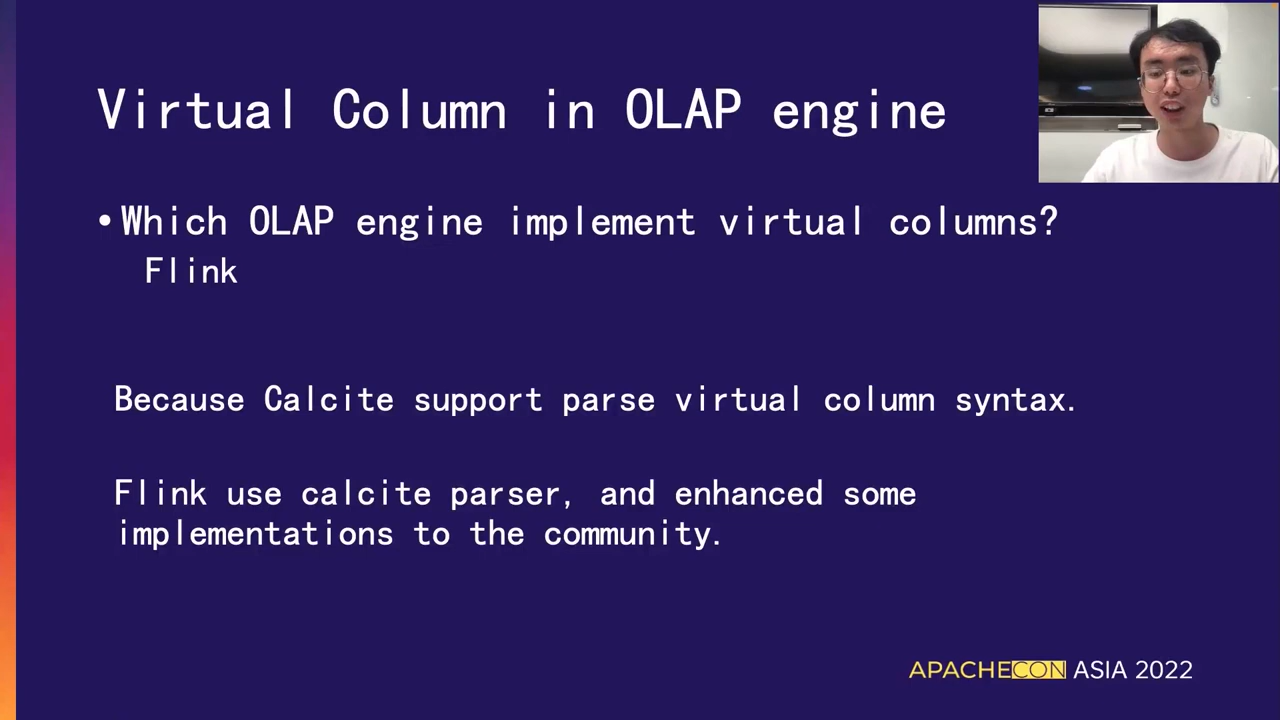 Virtual Column in OLAP engine
•Which OLAP engine implement virtual columns?
Flink
Because Calcite support parse virtual column syntax.
Flink use calcite parser, and enhanced some
implementations to the community.
APACHECON ASIA 2022